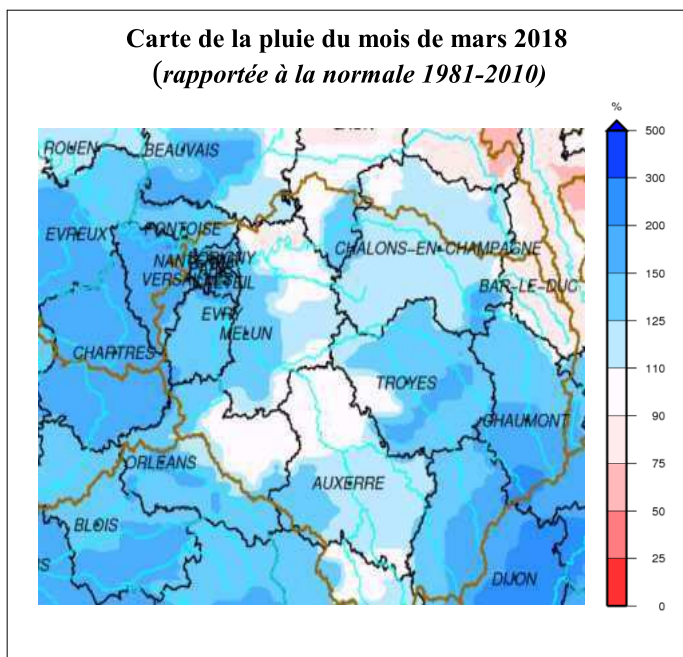 Carte de la pluie du mois de mars 2018
(rapportée à la normale 1981-2010)
%
500
300
200
150
125
110
90
75
50
25
0
ROUEN
BEAUVAIS
EVREUX
PONTOISE
CHALONS-EN-CHAMPAGNE
BAR-LE-DUC
EVRY
MELUN
CHARTRES
TROYES
CHAUMONT
ORLEANS
AUXERRE
BLOIS
DIJON